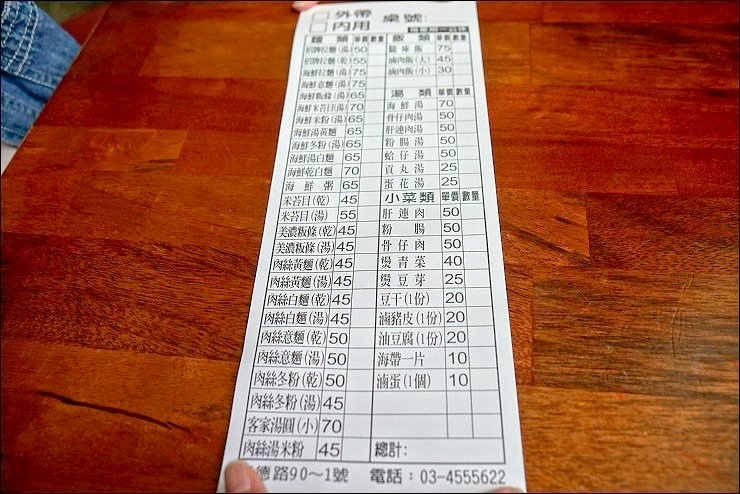 □外帶 桌號:
□內用
麵類 單價 數量
招牌拉麵(湯) 50
招牌拉麵(乾) 55
海鮮拉麵(湯) 75
海鮮意麵(湯) 75
海鮮粄條(湯) 65
海鮮米苔目(湯) 70
海鮮米粉(湯) 65
海鮮湯黃麵 65
海鮮冬粉(湯) 65
海鮮湯白麵 65
海鮮乾白麵 70
海鮮粥 65
米苔目(乾) 45
米苔目(湯) 55
美濃粄條(乾) 45
美濃粄條(湯) 45
肉絲黃麵(乾) 45
肉絲黃麵(湯) 45
肉絲白麵(乾) 45
肉絲白麵(湯) 45
肉絲意麵(乾) 50
肉絲意麵(湯) 50
肉絲冬粉(乾) 50
肉絲冬粉(湯) 45
客家湯圓(小) 70
肉絲湯米粉 45
飯類 單價 數量
腿庫飯 75
滷肉飯(大) 45
滷肉飯(小) 30
湯類 單價 數量
海鮮湯 70
骨仔肉湯 50
肝連肉湯 50
粉腸湯 50
蛤仔湯 50
貢丸湯 25
蛋花湯 25
小菜類 單價 數量
肝連肉 50
粉腸 50
骨仔肉 50
燙青菜 40
燙豆芽 25
豆干(1份) 20
滷豬皮(1份) 20
油豆腐(1份) 20
海帶一片 10
滷蛋(1個) 10
總計:
德路90～1號 電話：03-4555622